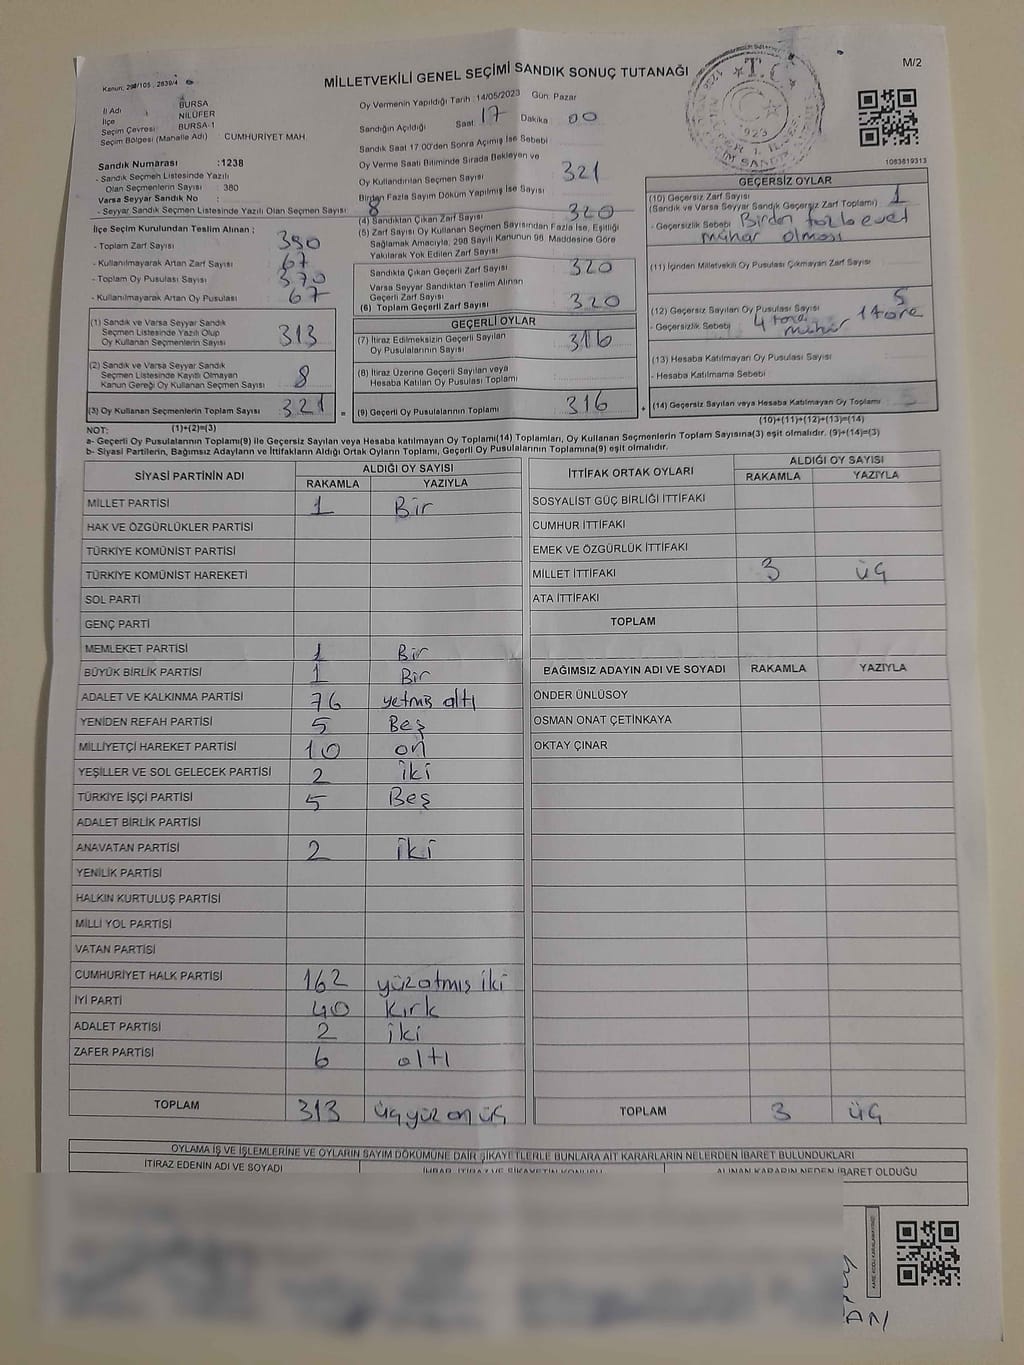 M/2
MİLLETVEKİLİ GENEL SEÇİMİ SANDIK SONUÇ TUTANAĞI
T.C.
1923
1083619313
İl Adı BURSA
İlçe NİLÜFER
Seçim Çevresi BURSA-1
Seçim Bölgesi (Mahalle Adı) CUMHURİYET MAH.
Sandık Numarası :1238
- Sandık Seçmen Listesinde Yazılı
Olan Seçmenlerin Sayısı : 380
Varsa Seyyar Sandık No :
- Seyyar Sandık Seçmen Listesinde Yazılı Olan Seçmen Sayısı : 8
İlçe Seçim Kurulundan Teslim Alınan ;
- Toplam Zarf Sayısı 390
- Kullanılmayarak Artan Zarf Sayısı 67
- Toplam Oy Pusulası Sayısı 370
- Kullanılmayarak Artan Oy Pusulası 67
(1) Sandık ve Varsa Seyyar Sandık
Seçmen Listesinde Yazılı Olup
Oy Kullanan Seçmenlerin Sayısı 313
(2) Sandık ve Varsa Seyyar Sandık
Seçmen Listesinde Kayıtlı Olmayan
Kanun Gereği Oy Kullanan Seçmen Sayısı 8
(3) Oy Kullanan Seçmenlerin Toplam Sayısı 321 =
(1)+(2)=(3)
Oy Vermenin Yapıldığı Tarih : 14/05/2023 Gün: Pazar
Sandığın Açıldığı Saat 17 Dakika 00
Sandık Saat 17:00'den Sonra Açılmış İse Sebebi
Oy Verme Saati Bitiminde Sırada Bekleyen ve
Oy Kullandırılan Seçmen Sayısı 321
Birden Fazla Sayım Döküm Yapılmış İse Sayısı
(4) Sandıktan Çıkan Zarf Sayısı 320
(5) Zarf Sayısı Oy Kullanan Seçmen Sayısından Fazla İse, Eşitliği
Sağlamak Amacıyla, 298 Sayılı Kanunun 98. Maddesine Göre
Yakılarak Yok Edilen Zarf Sayısı
Sandıkta Çıkan Geçerli Zarf Sayısı 320
Varsa Seyyar Sandıktan Teslim Alınan
Geçerli Zarf Sayısı
(6) Toplam Geçerli Zarf Sayısı 320
GEÇERLİ OYLAR
(7) İtiraz Edilmeksizin Geçerli Sayılan
Oy Pusulalarının Sayısı 316
(8) İtiraz Üzerine Geçerli Sayılan veya
Hesaba Katılan Oy Pusulası Toplamı
(9) Geçerli Oy Pusulalarının Toplamı 316 +
GEÇERSİZ OYLAR
(10) Geçersiz Zarf Sayısı 1
(Sandık ve Varsa Seyyar Sandık Geçersiz Zarf Toplamı)
- Geçersizlik Sebebi Birden fazla evet
mühür olması
(11) İçinden Milletvekili Oy Pusulası Çıkmayan Zarf Sayısı
(12) Geçersiz Sayılan Oy Pusulası Sayısı 5
- Geçersizlik Sebebi 4 mühür 1
(13) Hesaba Katılmayan Oy Pusulası Sayısı
- Hesaba Katılmama Sebebi
(14) Geçersiz Sayılan veya Hesaba Katılmayan Oy Toplamı 5
(10)+(11)+(12)+(13)=(14)
NOT:
a- Geçerli Oy Pusulalarının Toplamı(9) ile Geçersiz Sayılan veya Hesaba katılmayan Oy Toplamı(14) Toplamları, Oy Kullanan Seçmenlerin Toplam Sayısına(3) eşit olmalıdır. (9)+(14)=(3)
b- Siyasi Partilerin, Bağımsız Adayların ve İttifakların Aldığı Ortak Oyların Toplamı, Geçerli Oy Pusulalarının Toplamına(9) eşit olmalıdır.
SİYASİ PARTİNİN ADI ALDIĞI OY SAYISI
RAKAMLA YAZIYLA
MİLLET PARTİSİ 1 Bir
HAK VE ÖZGÜRLÜKLER PARTİSİ
TÜRKİYE KOMÜNİST PARTİSİ
TÜRKİYE KOMÜNİST HAREKETİ
SOL PARTİ
GENÇ PARTİ
MEMLEKET PARTİSİ 1 Bir
BÜYÜK BİRLİK PARTİSİ 1 Bir
ADALET VE KALKINMA PARTİSİ 76 yetmiş altı
YENİDEN REFAH PARTİSİ 5 Beş
MİLLİYETÇİ HAREKET PARTİSİ 10 on
YEŞİLLER VE SOL GELECEK PARTİSİ 2 iki
TÜRKİYE İŞÇİ PARTİSİ 5 Beş
ADALET BİRLİK PARTİSİ
ANAVATAN PARTİSİ 2 iki
YENİLİK PARTİSİ
HALKIN KURTULUŞ PARTİSİ
MİLLİ YOL PARTİSİ
VATAN PARTİSİ
CUMHURİYET HALK PARTİSİ 162 yüzatmış iki
İYİ PARTİ 40 kırk
ADALET PARTİSİ 2 iki
ZAFER PARTİSİ 6 altı
TOPLAM 313 üçyüz on üç
İTTİFAK ORTAK OYLARI ALDIĞI OY SAYISI
RAKAMLA YAZIYLA
SOSYALİST GÜÇ BİRLİĞİ İTTİFAKI
CUMHUR İTTİFAKI
EMEK VE ÖZGÜRLÜK İTTİFAKI
MİLLET İTTİFAKI 3 üç
ATA İTTİFAKI
TOPLAM
BAĞIMSIZ ADAYIN ADI VE SOYADI RAKAMLA YAZIYLA
ÖNDER ÜNLÜSOY
OSMAN ONAT ÇETİNKAYA
OKTAY ÇINAR
TOPLAM 3 üç
OYLAMA İŞ VE İŞLEMLERİNE VE OYLARIN SAYIM DÖKÜMÜNE DAİR ŞİKAYETLERLE BUNLARA AİT KARARLARIN NELERDEN İBARET BULUNDUKLARI
İTİRAZ EDENİN ADI VE SOYADI İHBAR, İTİRAZ VE ŞİKAYETİN KONUSU ALINAN KARARIN NEDEN İBARET OLDUĞU
KARE KODU KARALAMAYINIZ!